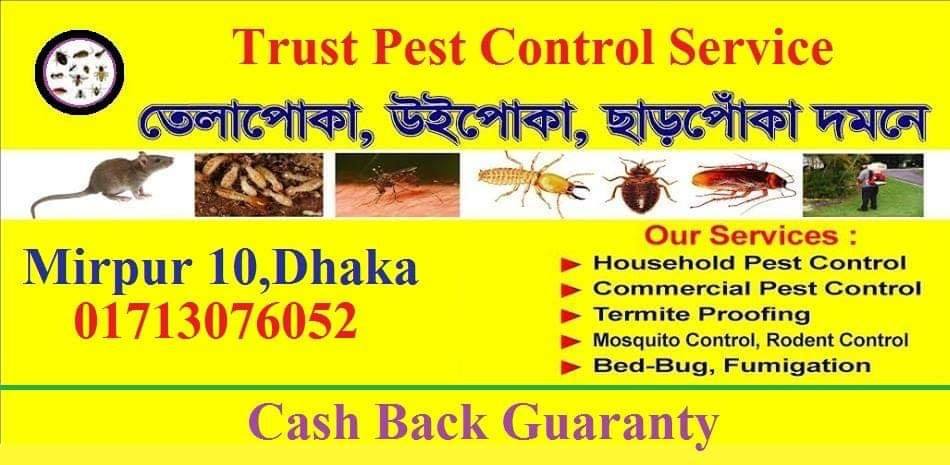 Trust Pest Control Service
তেলাপোকা, উইপোকা, ছাড়পোঁকা দমনে
Mirpur 10,Dhaka
01713076052
Our Services :
Household Pest Control
Commercial Pest Control
Termite Proofing
Mosquito Control, Rodent Control
Bed-Bug, Fumigation
Cash Back Guaranty